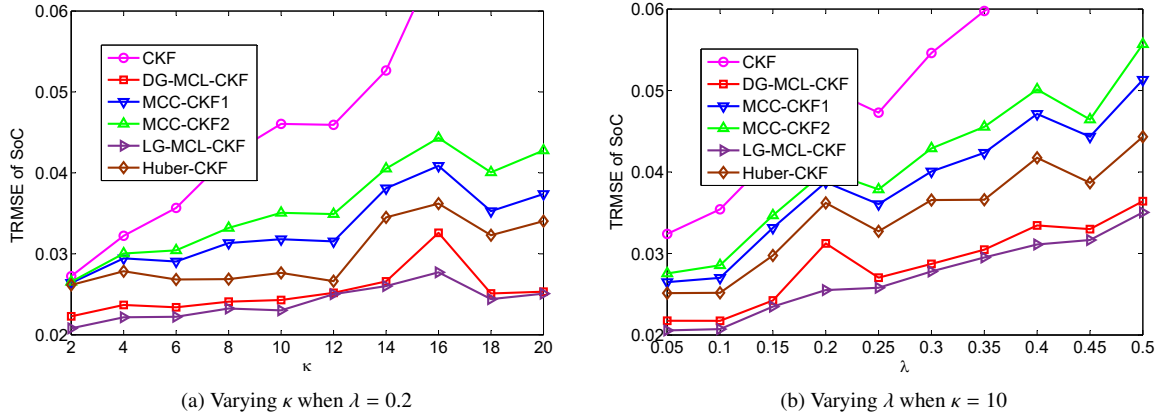 TRMSE of SoC
0.06
0.05
0.04
0.03
0.02
CKF
DG-MCL-CKF
MCC-CKF1
MCC-CKF2
LG-MCL-CKF
Huber-CKF
2 4 6 8 10 12 14 16 18 20
κ
(a) Varying κ when λ = 0.2
TRMSE of SoC
0.06
0.05
0.04
0.03
0.02
CKF
DG-MCL-CKF
MCC-CKF1
MCC-CKF2
LG-MCL-CKF
Huber-CKF
0.05 0.1 0.15 0.2 0.25 0.3 0.35 0.4 0.45 0.5
λ
(b) Varying λ when κ = 10